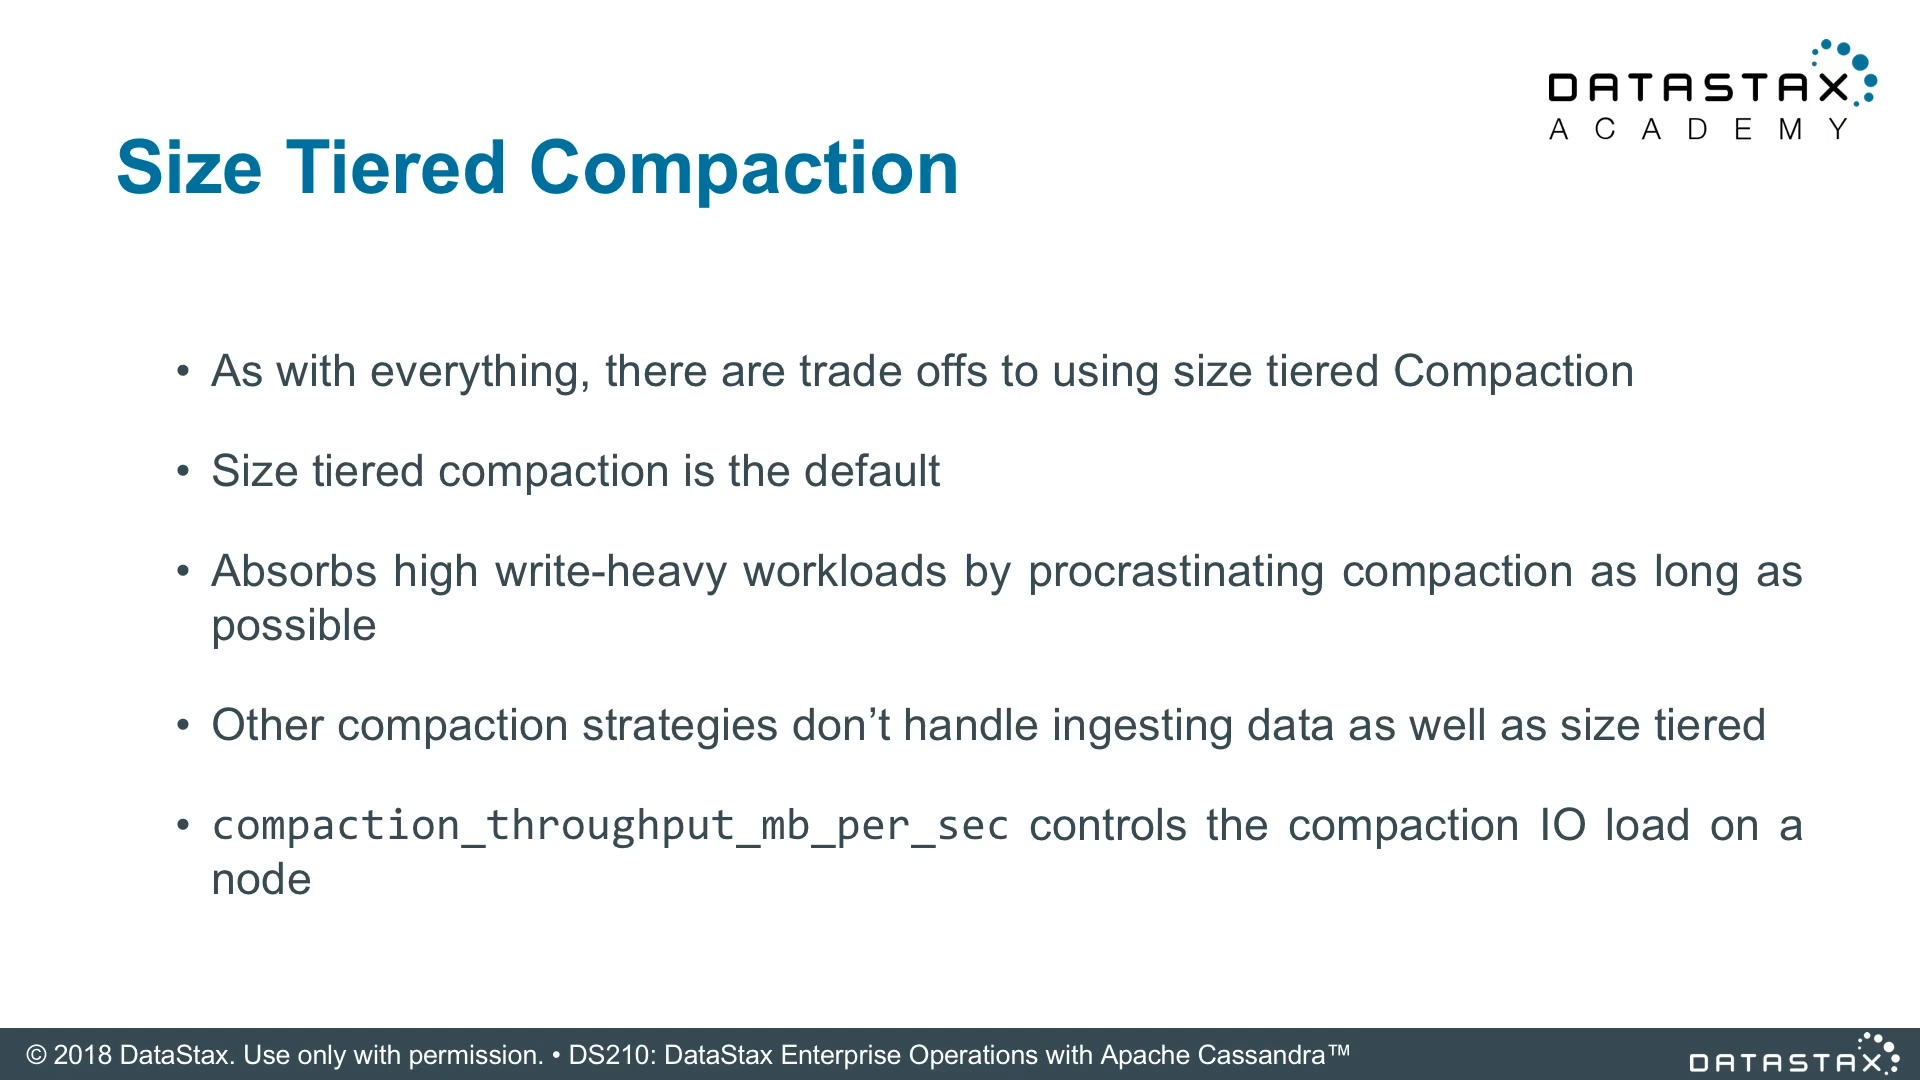 DATASTAX
ACADEMY
Size Tiered Compaction
• As with everything, there are trade offs to using size tiered Compaction
• Size tiered compaction is the default
• Absorbs high write-heavy workloads by procrastinating compaction as long as
possible
• Other compaction strategies don’t handle ingesting data as well as size tiered
• compaction_throughput_mb_per_sec controls the compaction IO load on a
node
© 2018 DataStax. Use only with permission. • DS210: DataStax Enterprise Operations with Apache Cassandra™
DATASTAX